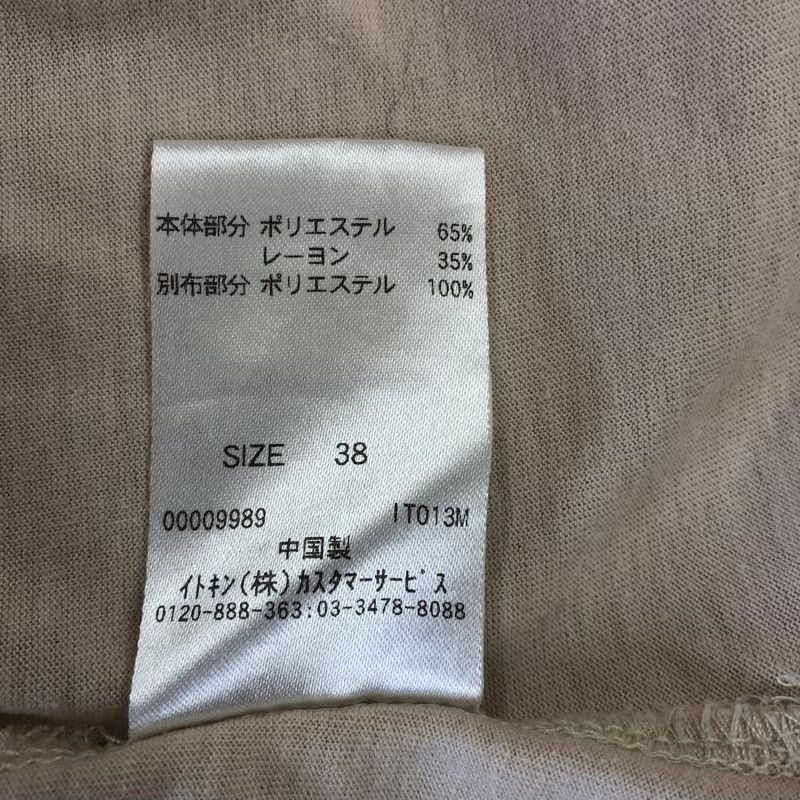 本体部分 ポリエステル 65%
レーヨン 35%
別布部分 ポリエステル 100%
SIZE 38
00009989 IT013M
中国製
イトキン(株)カスタマーサービス
0120-888-363:03-3478-8088